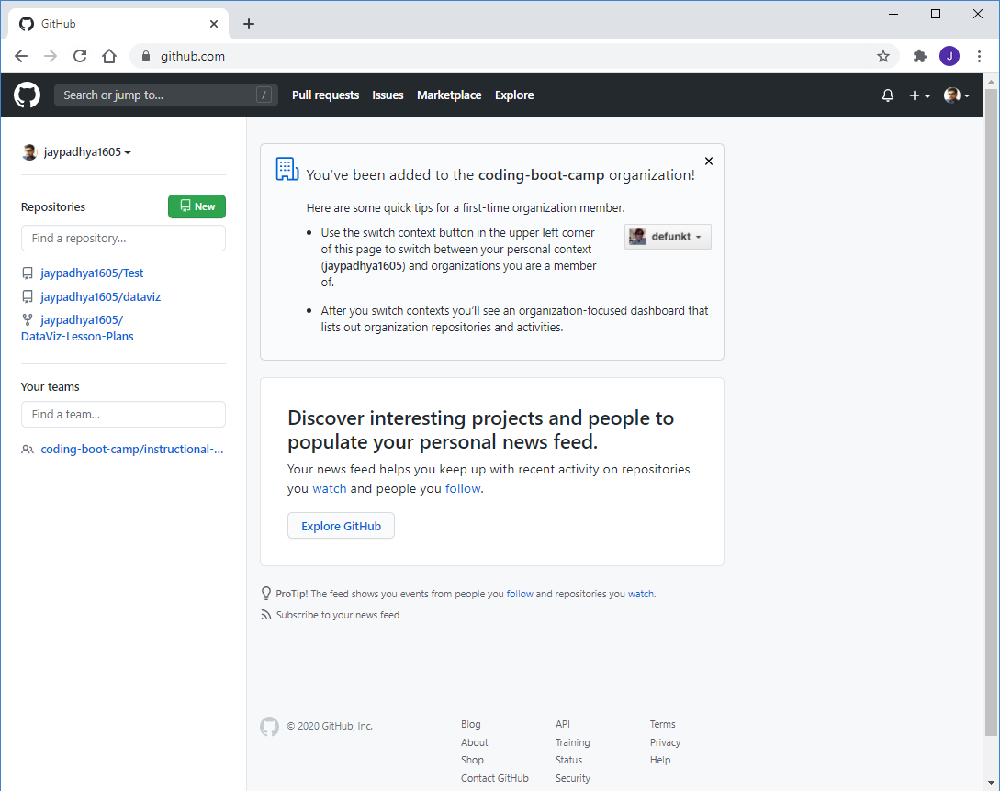 GitHub
github.com
J
Search or jump to...
/
Pull requests
Issues
Marketplace
Explore
jaypadhya1605
Repositories
New
Find a repository...
jaypadhya1605/Test
jaypadhya1605/dataviz
jaypadhya1605/
DataViz-Lesson-Plans
Your teams
Find a team...
coding-boot-camp/instructional-...
You've been added to the coding-boot-camp organization!
Here are some quick tips for a first-time organization member.
Use the switch context button in the upper left corner
of this page to switch between your personal context
(jaypadhya1605) and organizations you are a member
of.
defunkt
After you switch contexts you'll see an organization-focused dashboard that
lists out organization repositories and activities.
Discover interesting projects and people to
populate your personal news feed.
Your news feed helps you keep up with recent activity on repositories
you watch and people you follow.
Explore GitHub
ProTip! The feed shows you events from people you follow and repositories you watch.
Subscribe to your news feed
© 2020 GitHub, Inc.
Blog
About
Shop
Contact GitHub
API
Training
Status
Security
Terms
Privacy
Help